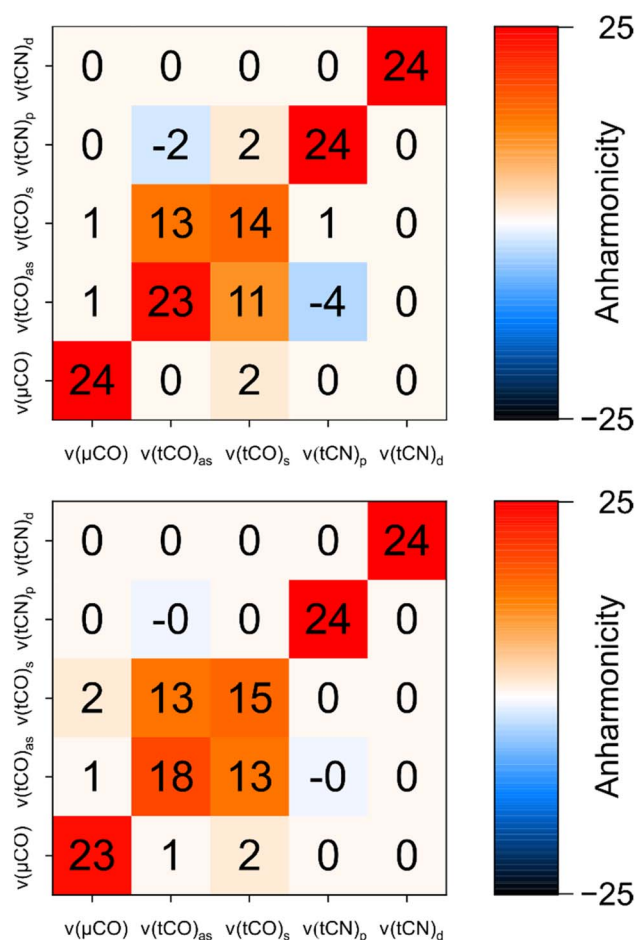 ν(tCN)d 0 0 0 0 24
ν(tCN)p 0 -2 2 24 0
ν(tCO)s 1 13 14 1 0
ν(tCO)as 1 23 11 -4 0
ν(μCO) 24 0 2 0 0
ν(μCO) ν(tCO)as ν(tCO)s ν(tCN)p ν(tCN)d
25
Anharmonicity
−25
ν(tCN)d 0 0 0 0 24
ν(tCN)p 0 -0 0 24 0
ν(tCO)s 2 13 15 0 0
ν(tCO)as 1 18 13 -0 0
ν(μCO) 23 1 2 0 0
ν(μCO) ν(tCO)as ν(tCO)s ν(tCN)p ν(tCN)d
25
Anharmonicity
−25